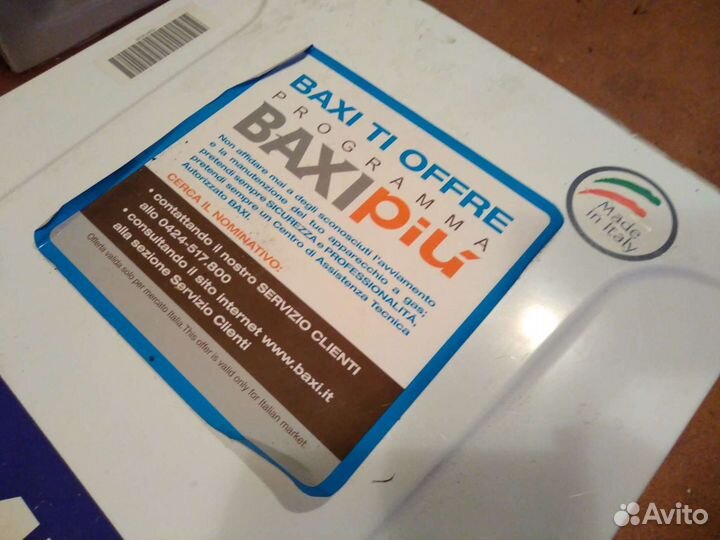 BAXI TI OFFRE
PROGRAMMA
BAXIpiú
Non affidare mai a degli sconosciuti l'avviamento
e la manutenzione del tuo apparecchio a gas;
pretendi sempre SICUREZZA e PROFESSIONALITÀ,
pretendi sempre un Centro di Assistenza Tecnica
Autorizzato BAXI.
CERCA IL NOMINATIVO:
• contattando il nostro SERVIZIO CLIENTI
allo 0424-517.800
• consultando il sito internet www.baxi.it
alla sezione Servizio Clienti
Offerta valida solo per mercato Italia. This offer is valid only for Italian market.
Made
in Italy
Avito